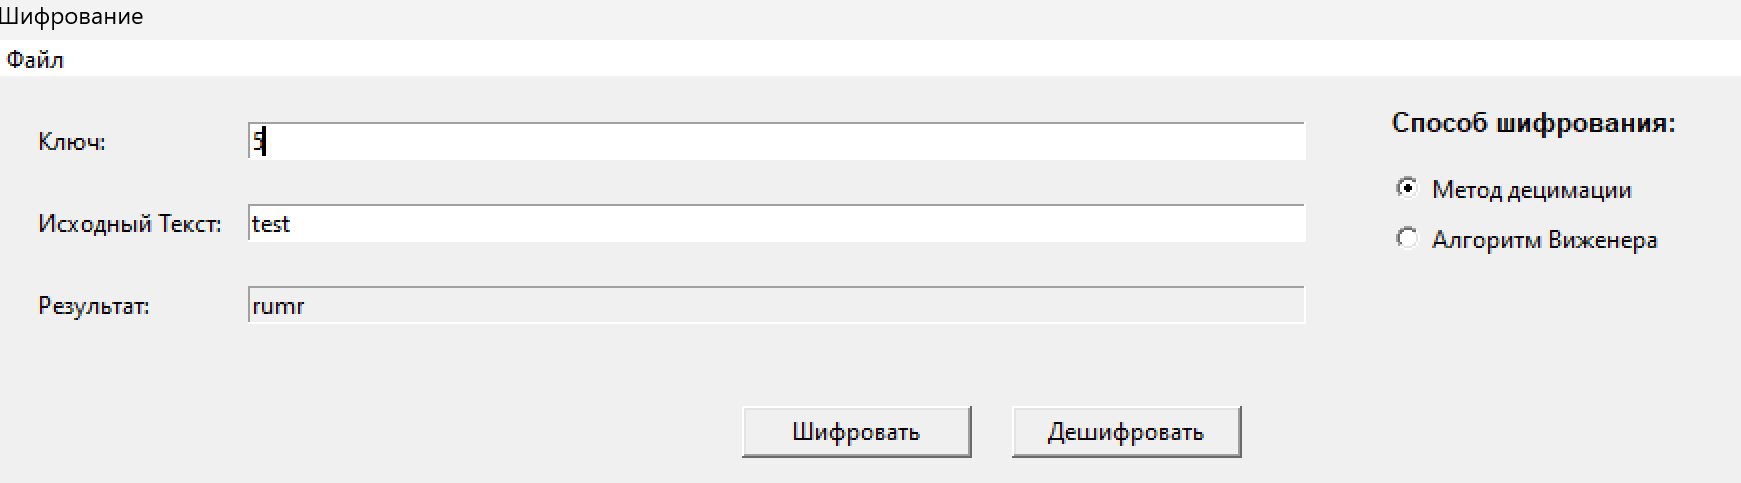 Шифрование
Файл
Ключ: 5
Способ шифрования:
Метод децимации
Исходный Текст: test
Алгоритм Виженера
Результат: rumr
Шифровать Дешифровать